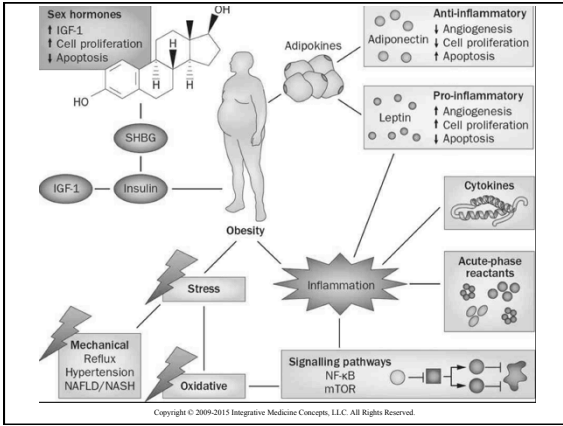 Sex hormones
↑ IGF-1
↑ Cell proliferation
↓ Apoptosis
OH
H
H
H
HO
SHBG
IGF-1
Insulin
Obesity
Adipokines
Anti-inflammatory
Adiponectin
↓ Angiogenesis
↓ Cell proliferation
↑ Apoptosis
Pro-inflammatory
Leptin
↑ Angiogenesis
↑ Cell proliferation
↓ Apoptosis
Cytokines
Acute-phase
reactants
Inflammation
Stress
Mechanical
Reflux
Hypertension
NAFLD/NASH
Oxidative
Signalling pathways
NF-κB
mTOR
Copyright © 2009-2015 Integrative Medicine Concepts, LLC. All Rights Reserved.